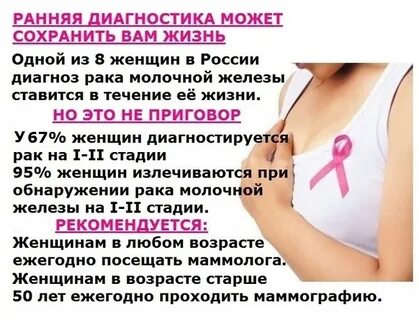 РАННЯЯ ДИАГНОСТИКА МОЖЕТ
СОХРАНИТЬ ВАМ ЖИЗНЬ
Одной из 8 женщин в России
диагноз рака молочной железы
ставится в течение её жизни.
НО ЭТО НЕ ПРИГОВОР
У 67% женщин диагностируется
рак на I-II стадии
95% женщин излечиваются при
обнаружении рака молочной
железы на I-II стадии.
РЕКОМЕНДУЕТСЯ:
Женщинам в любом возрасте
ежегодно посещать маммолога.
Женщинам в возрасте старше
50 лет ежегодно проходить маммографию.